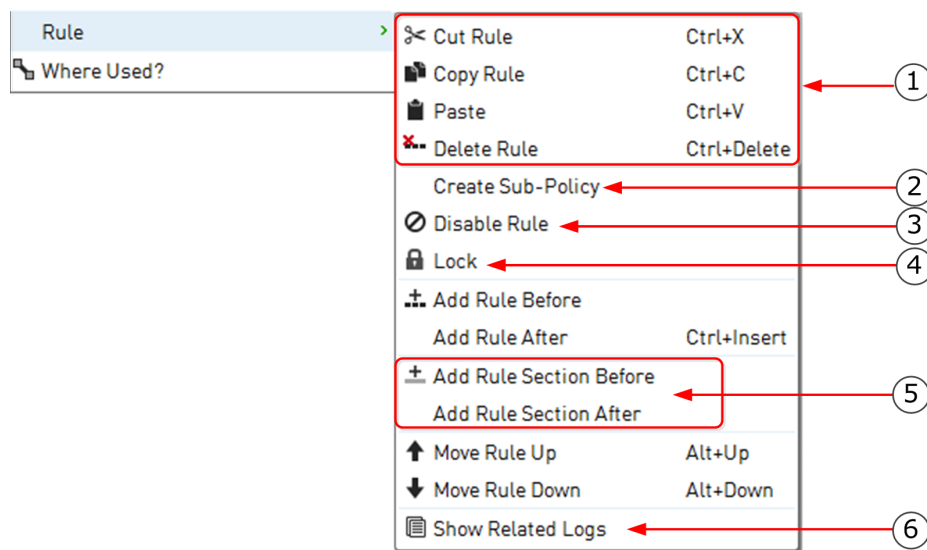 Rule >
Where Used?
Cut Rule Ctrl+X
Copy Rule Ctrl+C
Paste Ctrl+V
Delete Rule Ctrl+Delete
Create Sub-Policy
Disable Rule
Lock
Add Rule Before
Add Rule After Ctrl+Insert
Add Rule Section Before
Add Rule Section After
Move Rule Up Alt+Up
Move Rule Down Alt+Down
Show Related Logs
1
2
3
4
5
6